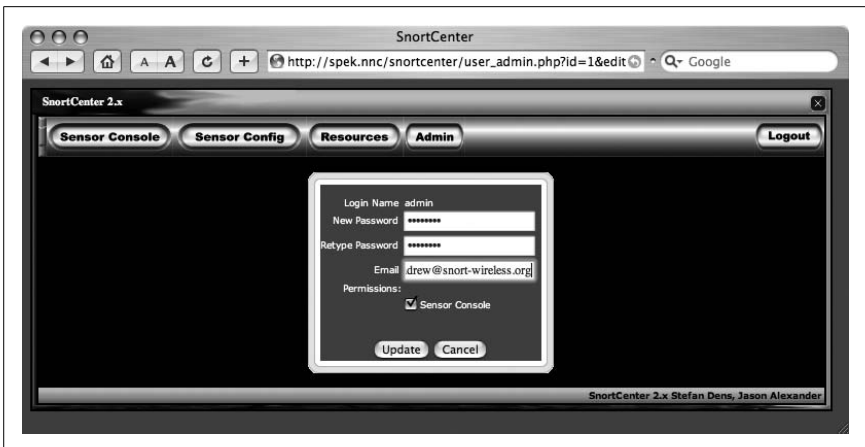 SnortCenter
A A C + http://spek.nnc/snortcenter/user_admin.php?id=1&edit Q Google
SnortCenter 2.x
Sensor Console Sensor Config Resources Admin Logout
Login Name admin
New Password ••••••••
Retype Password ••••••••
Email drew@snort-wireless.org
Permissions:
Sensor Console
Update Cancel
SnortCenter 2.x Stefan Dens, Jason Alexander